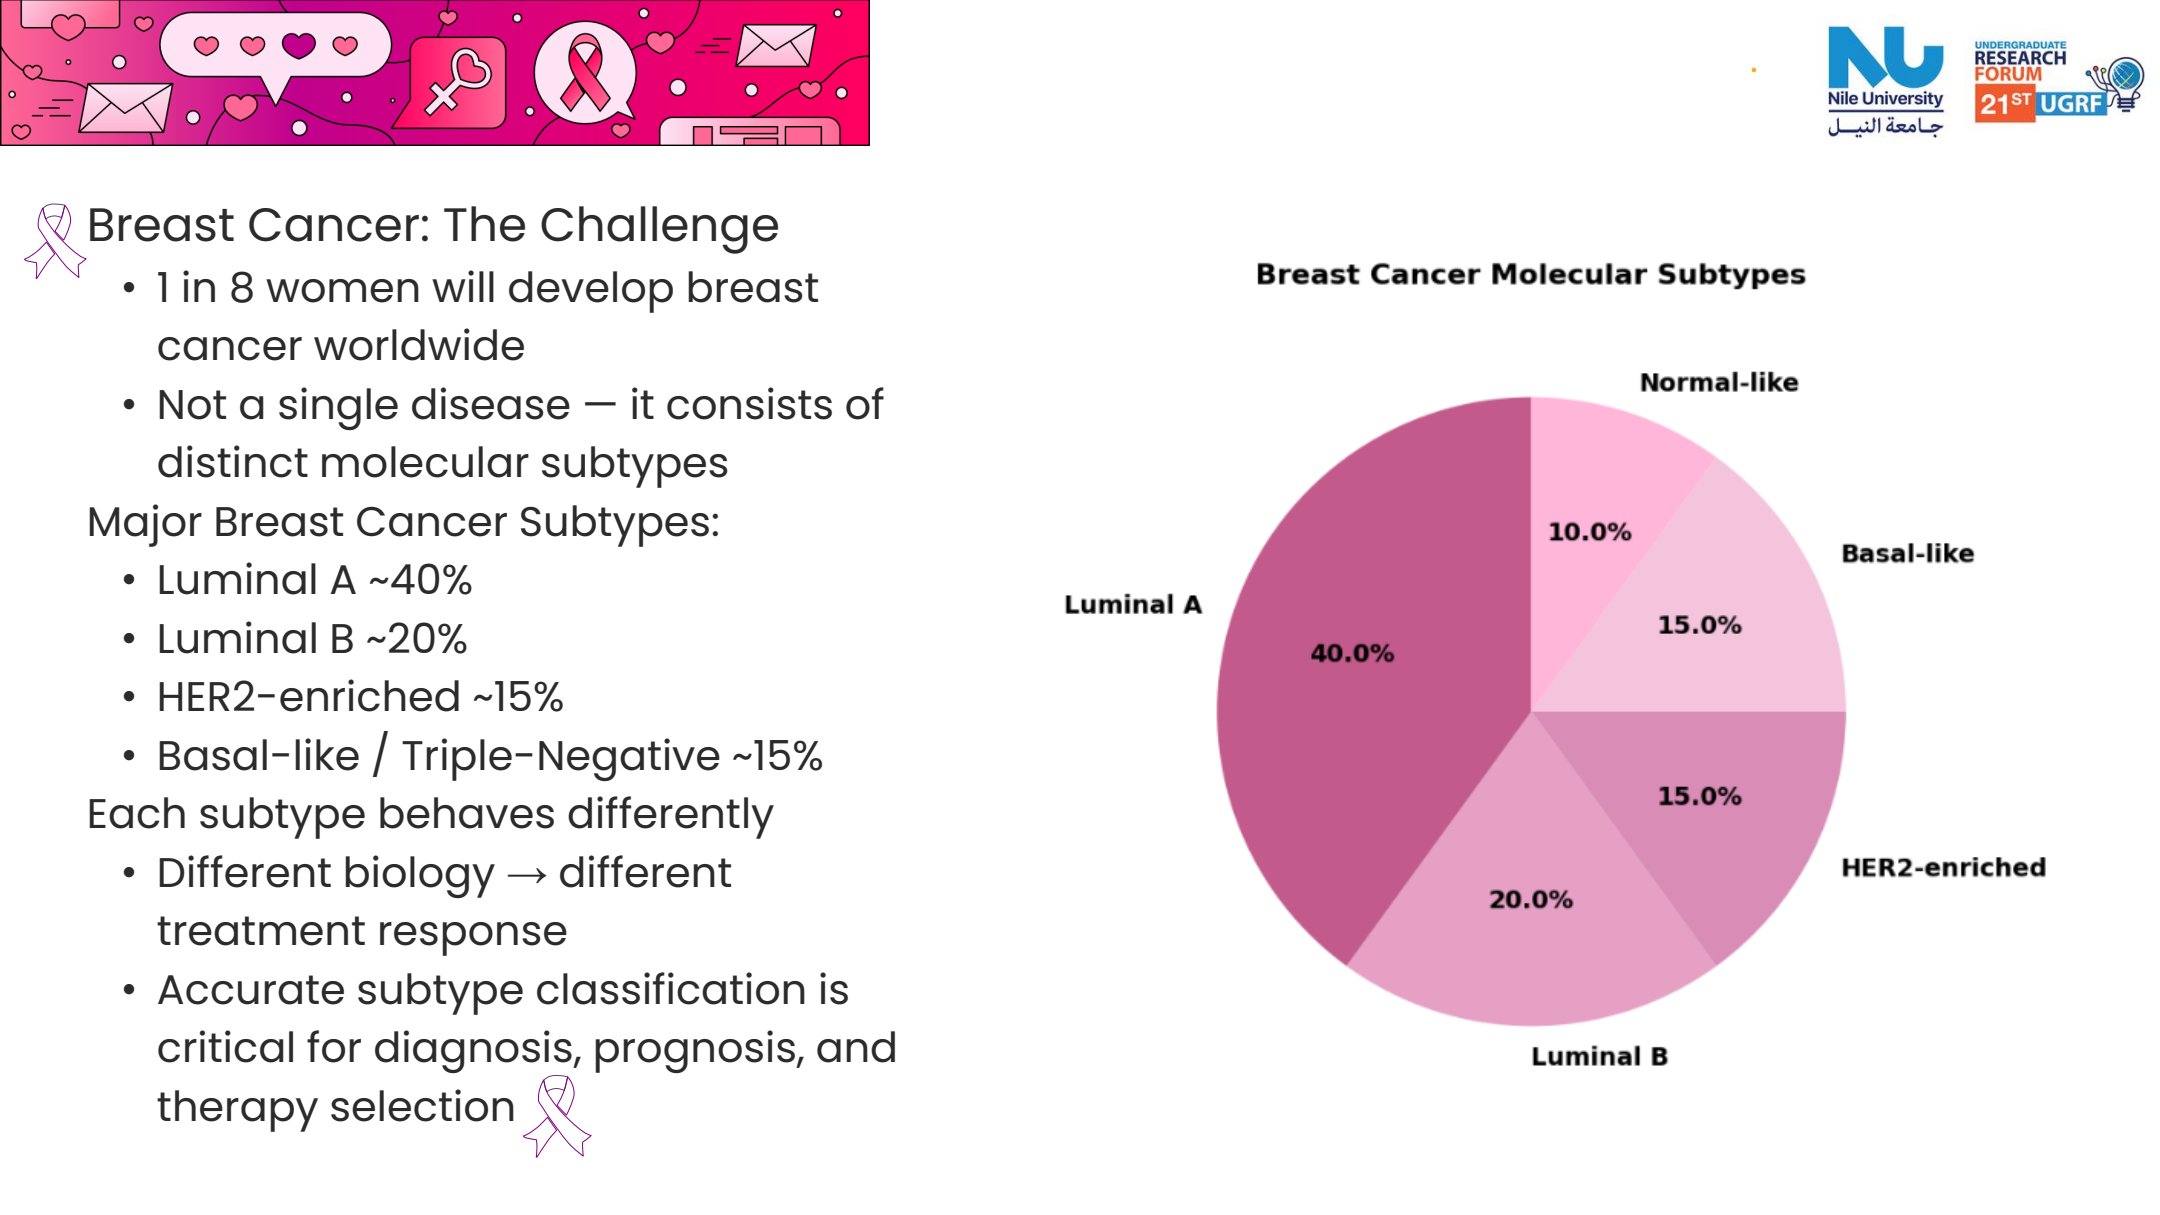 Nile University
جامعة النيل
UNDERGRADUATE
RESEARCH
FORUM
21ST UGRF
Breast Cancer: The Challenge
• 1 in 8 women will develop breast
cancer worldwide
• Not a single disease — it consists of
distinct molecular subtypes
Major Breast Cancer Subtypes:
• Luminal A ~40%
• Luminal B ~20%
• HER2-enriched ~15%
• Basal-like / Triple-Negative ~15%
Each subtype behaves differently
• Different biology → different
treatment response
• Accurate subtype classification is
critical for diagnosis, prognosis, and
therapy selection
Breast Cancer Molecular Subtypes
Normal-like
10.0%
Basal-like
15.0%
Luminal A
40.0%
15.0%
HER2-enriched
20.0%
Luminal B